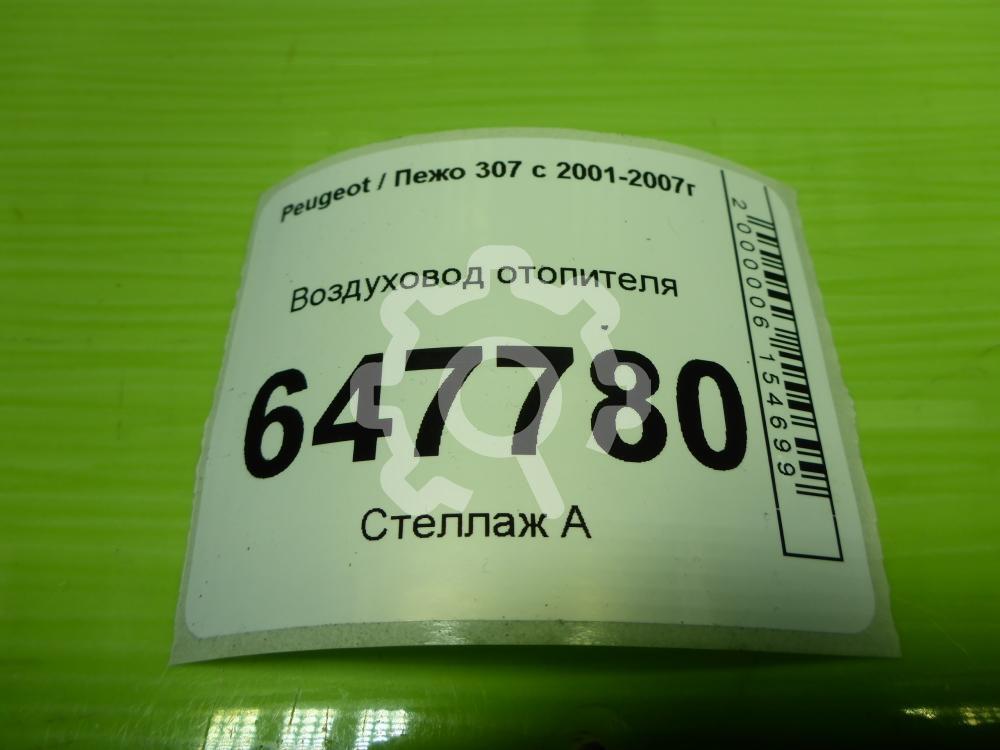 Peugeot / Пежо 307 с 2001-2007г
Воздуховод отопителя
647780
Стеллаж А
2000006154699